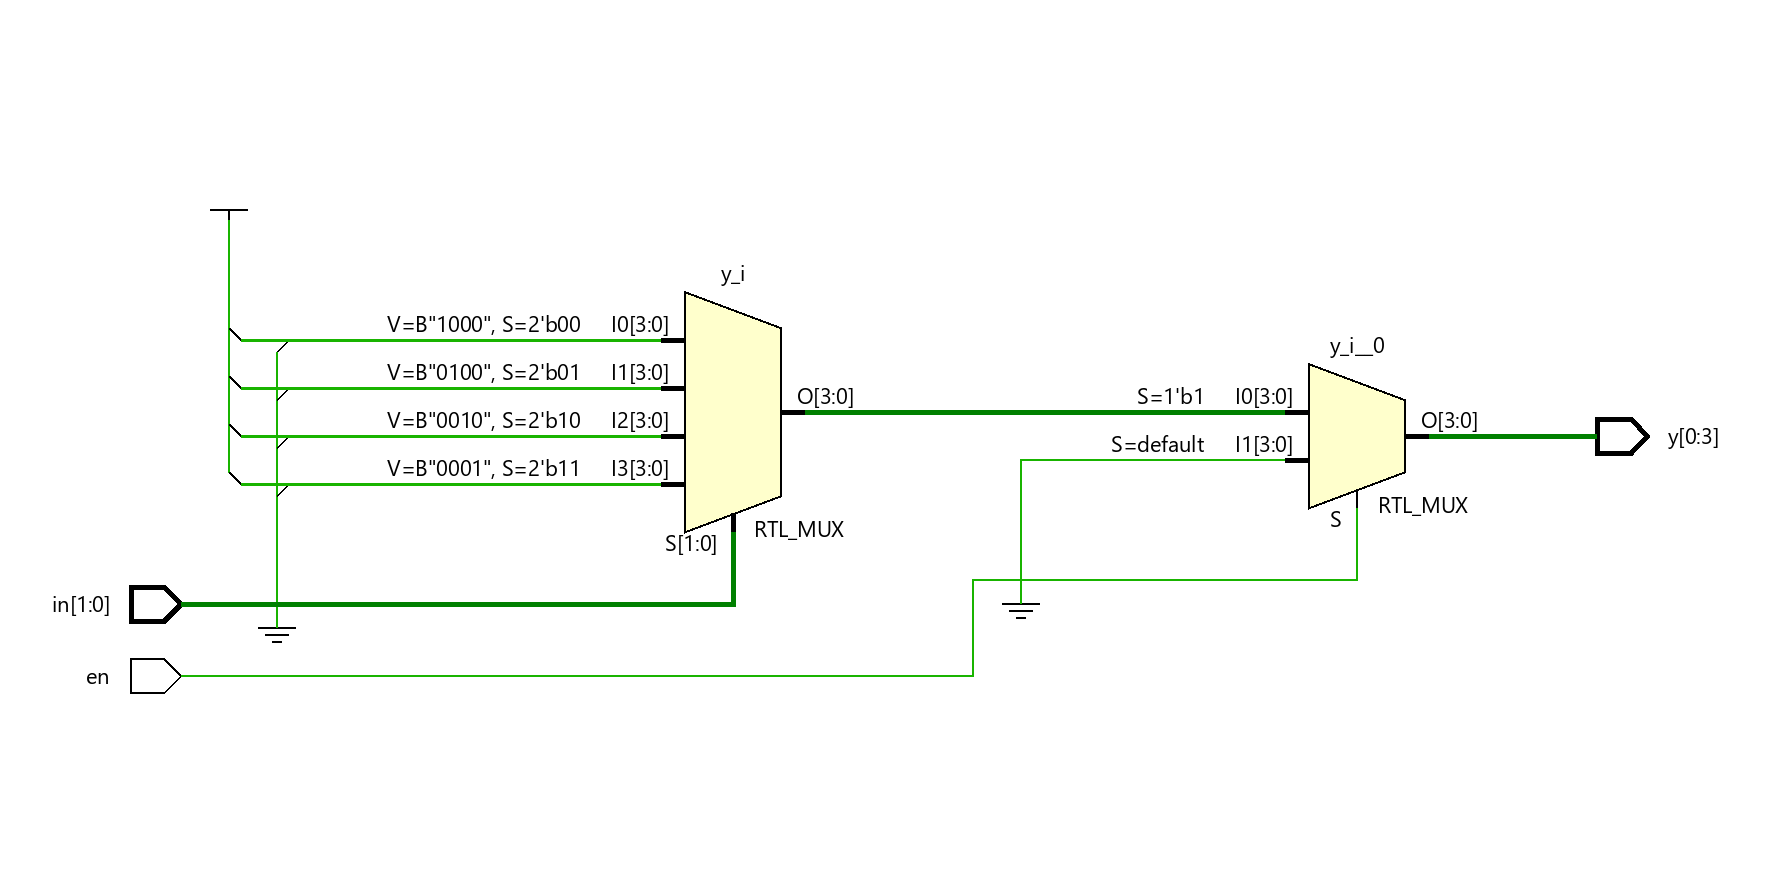 y_i
V=B"1000", S=2'b00 I0[3:0]
V=B"0100", S=2'b01 I1[3:0]
V=B"0010", S=2'b10 I2[3:0]
V=B"0001", S=2'b11 I3[3:0]
O[3:0]
S[1:0]
RTL_MUX
in[1:0]
en
y_i__0
S=1'b1 I0[3:0]
S=default I1[3:0]
O[3:0]
S
RTL_MUX
y[0:3]